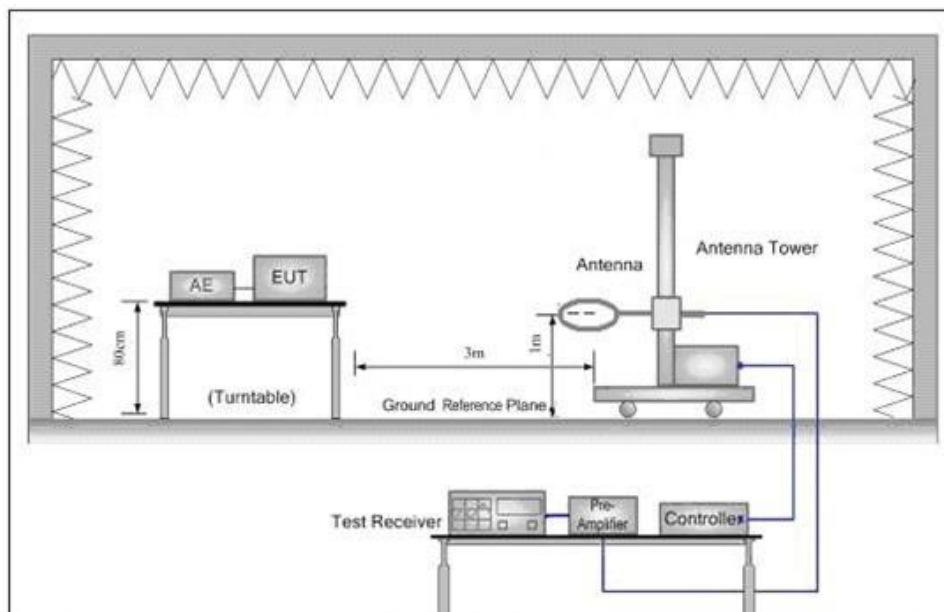 Antenna Tower
Antenna
EUT
AE
80cm
1m
3m
(Turntable)
Ground Reference Plane
Test Receiver
Pre-
Amplifier
Controller